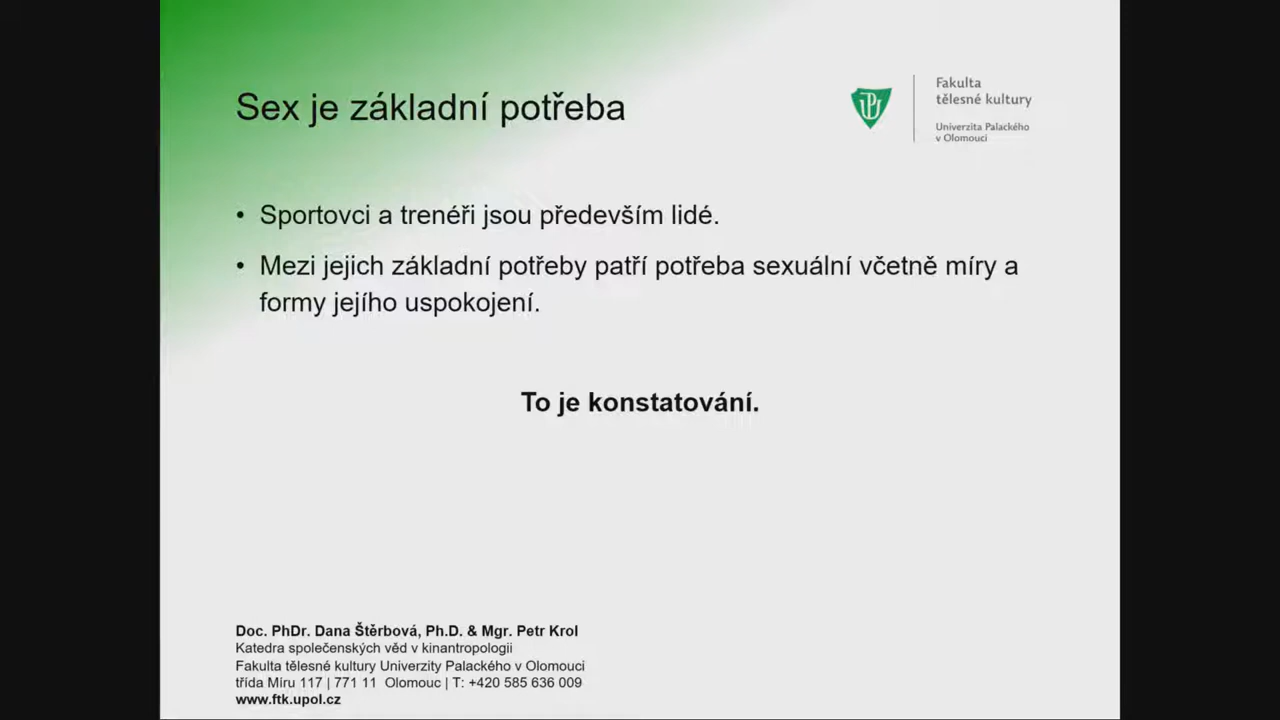 Sex je základní potřeba
Fakulta
tělesné kultury
Univerzita Palackého
v Olomouci
• Sportovci a trenéři jsou především lidé.
• Mezi jejich základní potřeby patří potřeba sexuální včetně míry a
formy jejího uspokojení.
To je konstatování.
Doc. PhDr. Dana Štěrbová, Ph.D. & Mgr. Petr Krol
Katedra společenských věd v kinantropologii
Fakulta tělesné kultury Univerzity Palackého v Olomouci
třída Míru 117 | 771 11 Olomouc | T: +420 585 636 009
www.ftk.upol.cz